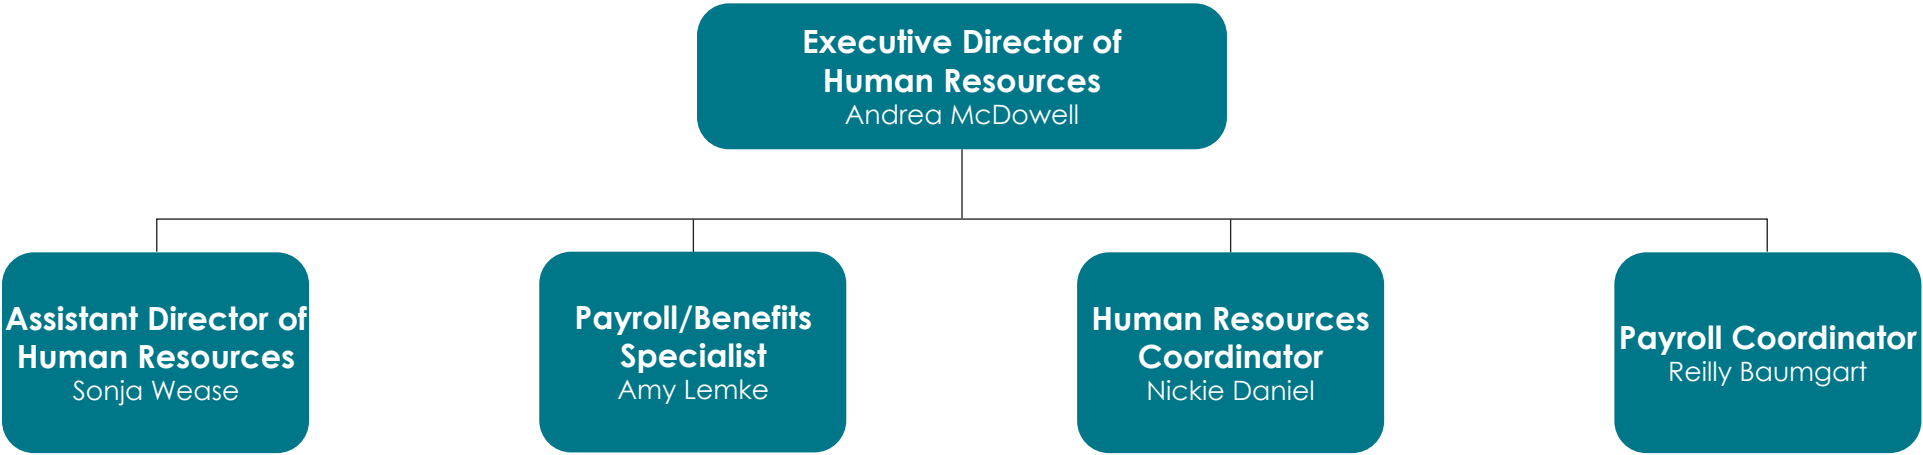 Executive Director of
Human Resources
Andrea McDowell
Assistant Director of
Human Resources
Sonja Wease
Payroll/Benefits
Specialist
Amy Lemke
Human Resources
Coordinator
Nickie Daniel
Payroll Coordinator
Reilly Baumgart